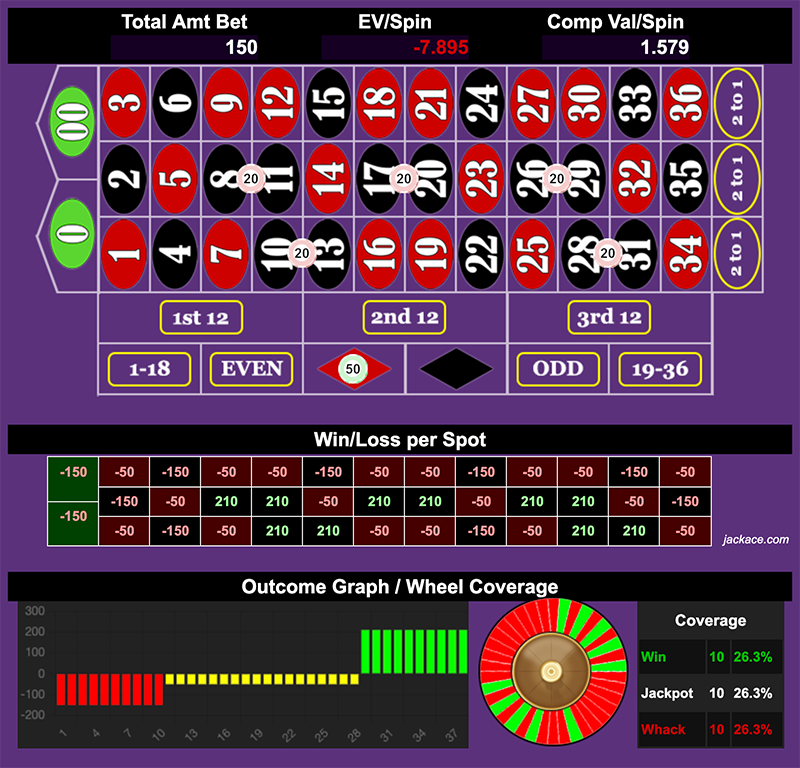 Total Amt Bet EV/Spin Comp Val/Spin
150 -7.895 1.579
00 3 6 9 12 15 18 21 24 27 30 33 36 2 to 1
2 5 8 20 11 14 17 20 20 23 26 20 29 32 35 2 to 1
0 1 4 7 10 20 13 16 19 22 25 28 20 31 34 2 to 1
1st 12 2nd 12 3rd 12
1-18 EVEN 50 ODD 19-36
Win/Loss per Spot
-150 -50 -150 -50 -50 -150 -50 -50 -150 -50 -50 -150 -50
-150 -50 210 210 -50 210 210 -50 210 210 -50 -150
-150 -50 -150 -50 210 210 -50 -50 -150 -50 210 210 -50
jackace.com
Outcome Graph / Wheel Coverage
300
200
100
0
-100
-200
1 4 7 10 13 16 19 22 25 28 31 34 37
Coverage
Win 10 26.3%
Jackpot 10 26.3%
Whack 10 26.3%